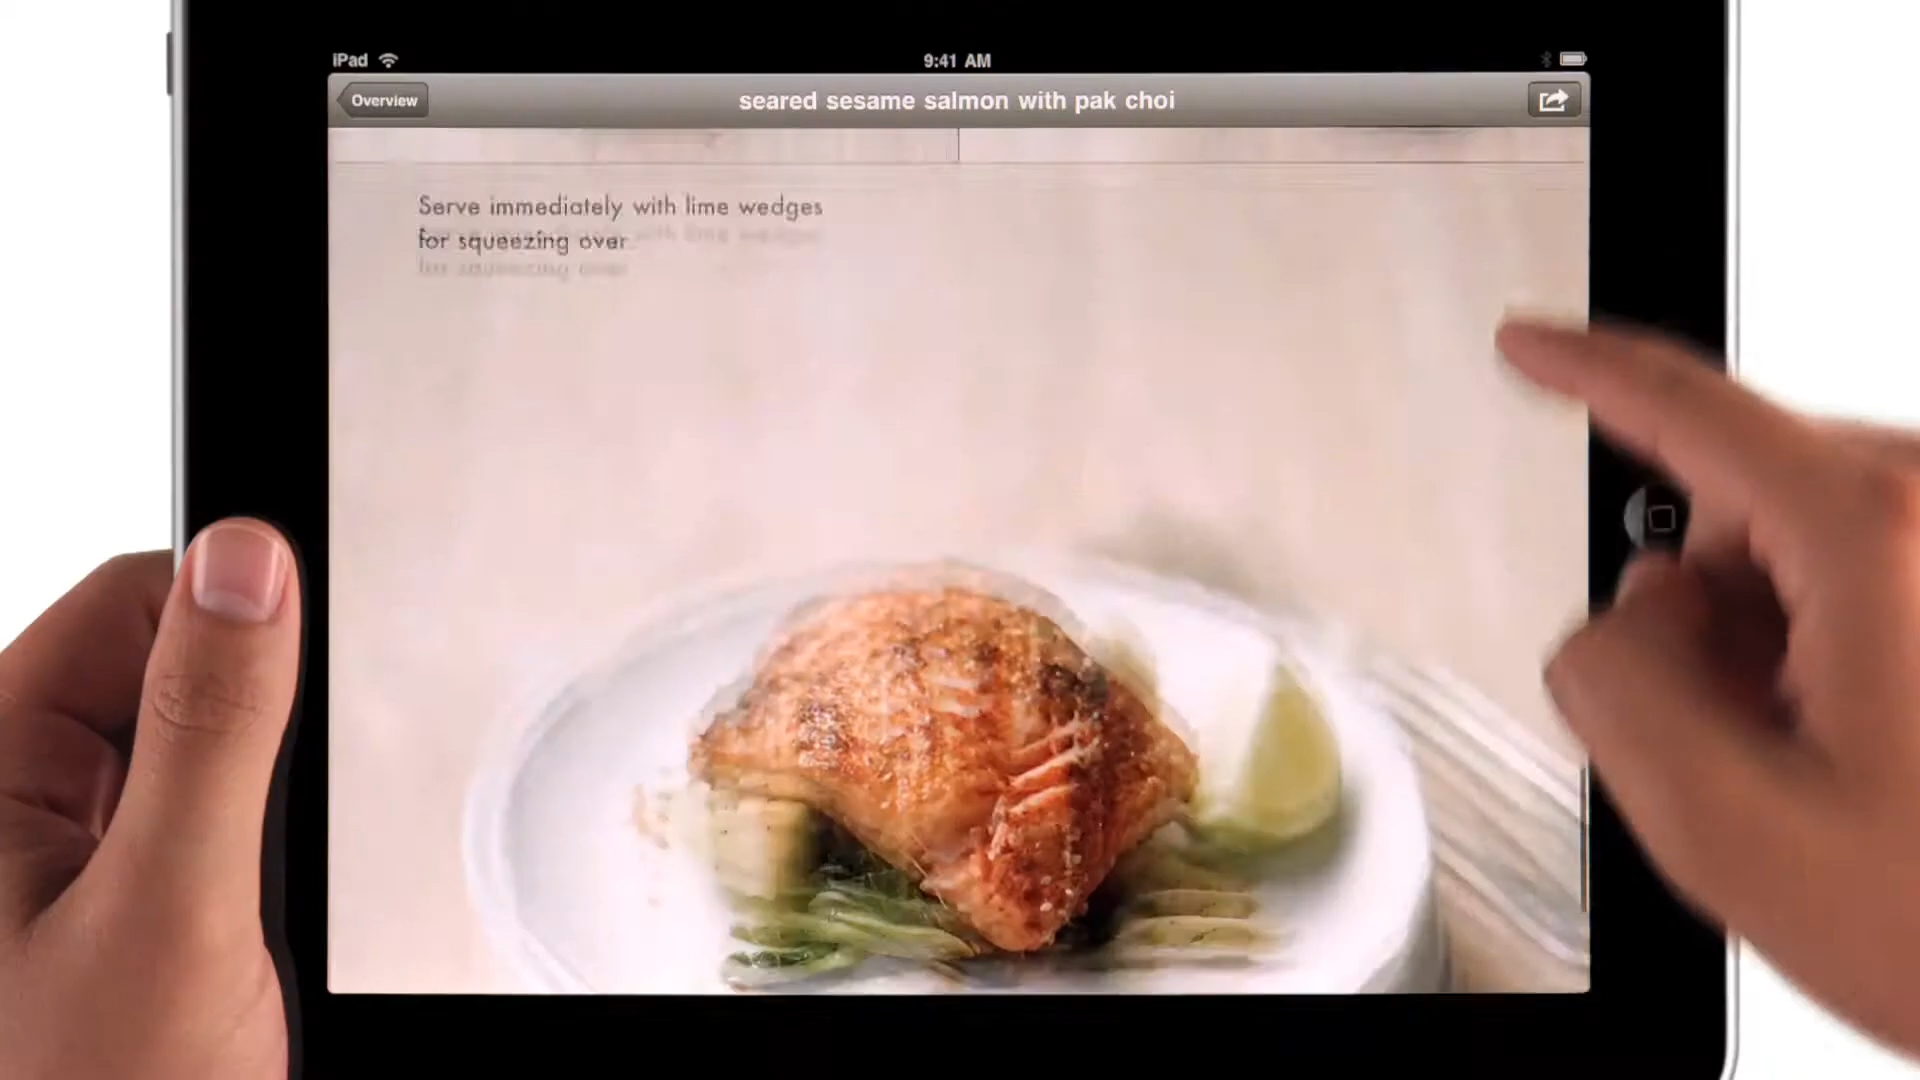 iPad
9:41 AM
Overview
seared sesame salmon with pak choi
Serve immediately with lime wedges
for squeezing over